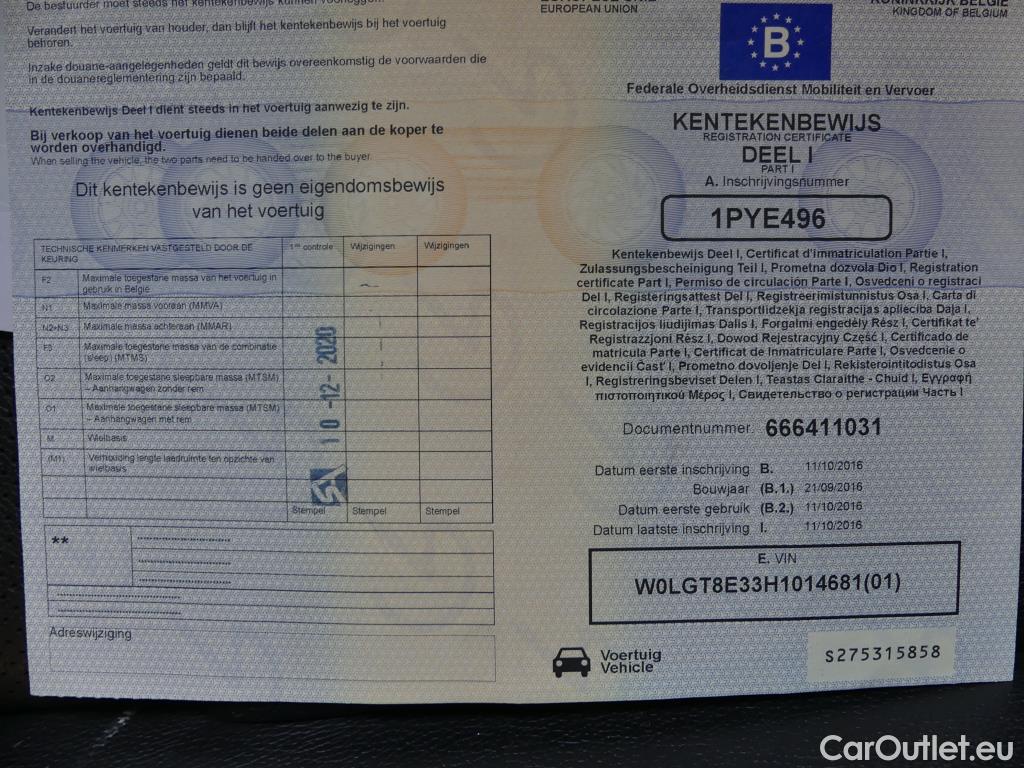 De bestuurder moet steeds het kentekenbewijs kunnen voorleggen.
Verandert het voertuig van houder, dan blijft het kentekenbewijs bij het voertuig
behoren.
Inzake douane-aangelegenheden geldt dit bewijs overeenkomstig de voorwaarden die
in de douanereglementering zijn bepaald.
Kentekenbewijs Deel I dient steeds in het voertuig aanwezig te zijn.
Bij verkoop van het voertuig dienen beide delen aan de koper te
worden overhandigd.
When selling the vehicle, the two parts need to be handed over to the buyer.
Dit kentekenbewijs is geen eigendomsbewijs
van het voertuig
TECHNISCHE KENMERKEN VASTGESTELD DOOR DE
KEURING
1ste controle
Wijzigingen
Wijzigingen
F2 Maximale toegestane massa van het voertuig in
gebruik in België
N1 Maximale massa vooraan (MMVA)
N2+N3 Maximale massa achteraan (MMAR)
F3 Maximale toegestane massa van de combinatie
(sleep) (MTMS)
O2 Maximale toegestane sleepbare massa (MTSM)
– Aanhangwagen zonder rem
O1 Maximale toegestane sleepbare massa (MTSM)
– Aanhangwagen met rem
M. Wielbasis
(M1) Verhouding lengte laadruimte ten opzichte van
wielbasis
10-12-2020
Stempel Stempel Stempel
**
Adreswijziging
EUROPEAN UNION
KONINKRIJK BELGIE
KINGDOM OF BELGIUM
B
Federale Overheidsdienst Mobiliteit en Vervoer
KENTEKENBEWIJS
REGISTRATION CERTIFICATE
DEEL I
PART I
A. Inschrijvingsnummer
1PYE496
Kentekenbewijs Deel I, Certificat d'immatriculation Partie I,
Zulassungsbescheinigung Teil I, Prometna dozvola Dio I, Registration
certificate Part I, Permiso de circulación Parte I, Osvedceni o registraci
Del I, Registeringsattest Del I, Registreerimistunnistus Osa I, Carta di
circolazione Parte I, Transportlidzekja registracijas aplieciba Daja I,
Registracijos liudijimas Dalis I, Forgalmi engedèly Rész I, Certifikat te'
Registrazzjoni Rész I, Dowod Rejestracyjny Część I, Certificado de
matricula Parte I, Certificat de Inmatriculare Parte I, Osvedcenie o
evidencii Časť I, Prometno dovoljenje Del I, Rekisterointitodistus Osa
I, Registreringsbeviset Delen I, Teastas Claraithe - Chuid I, Εγγραφή
πιστοποιητικού Μέρος I, Свидетельство о регистрации Часть I
Documentnummer: 666411031
Datum eerste inschrijving B. 11/10/2016
Bouwjaar (B.1.) 21/09/2016
Datum eerste gebruik (B.2.) 11/10/2016
Datum laatste inschrijving I. 11/10/2016
E. VIN
W0LGT8E33H1014681(01)
Voertuig
Vehicle
S275315858
CarOutlet.eu